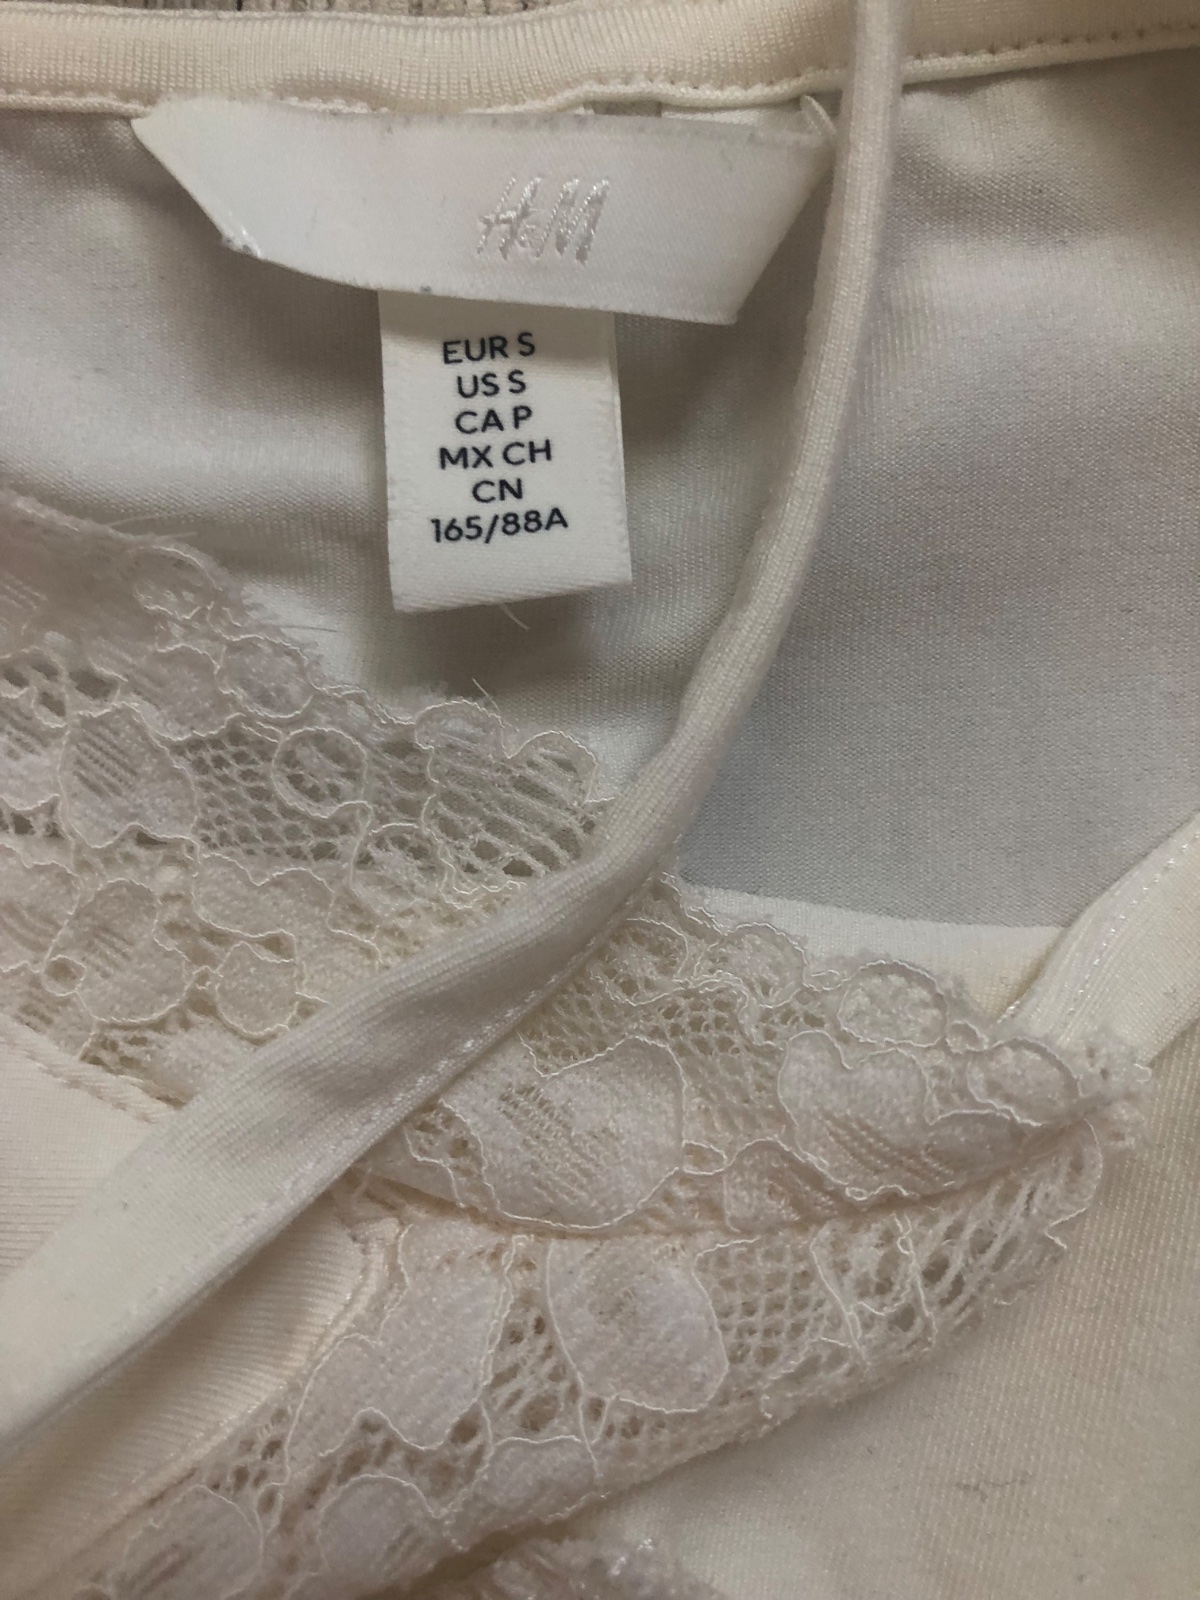 H&M
EUR S
US S
CA P
MX CH
CN
165/88A